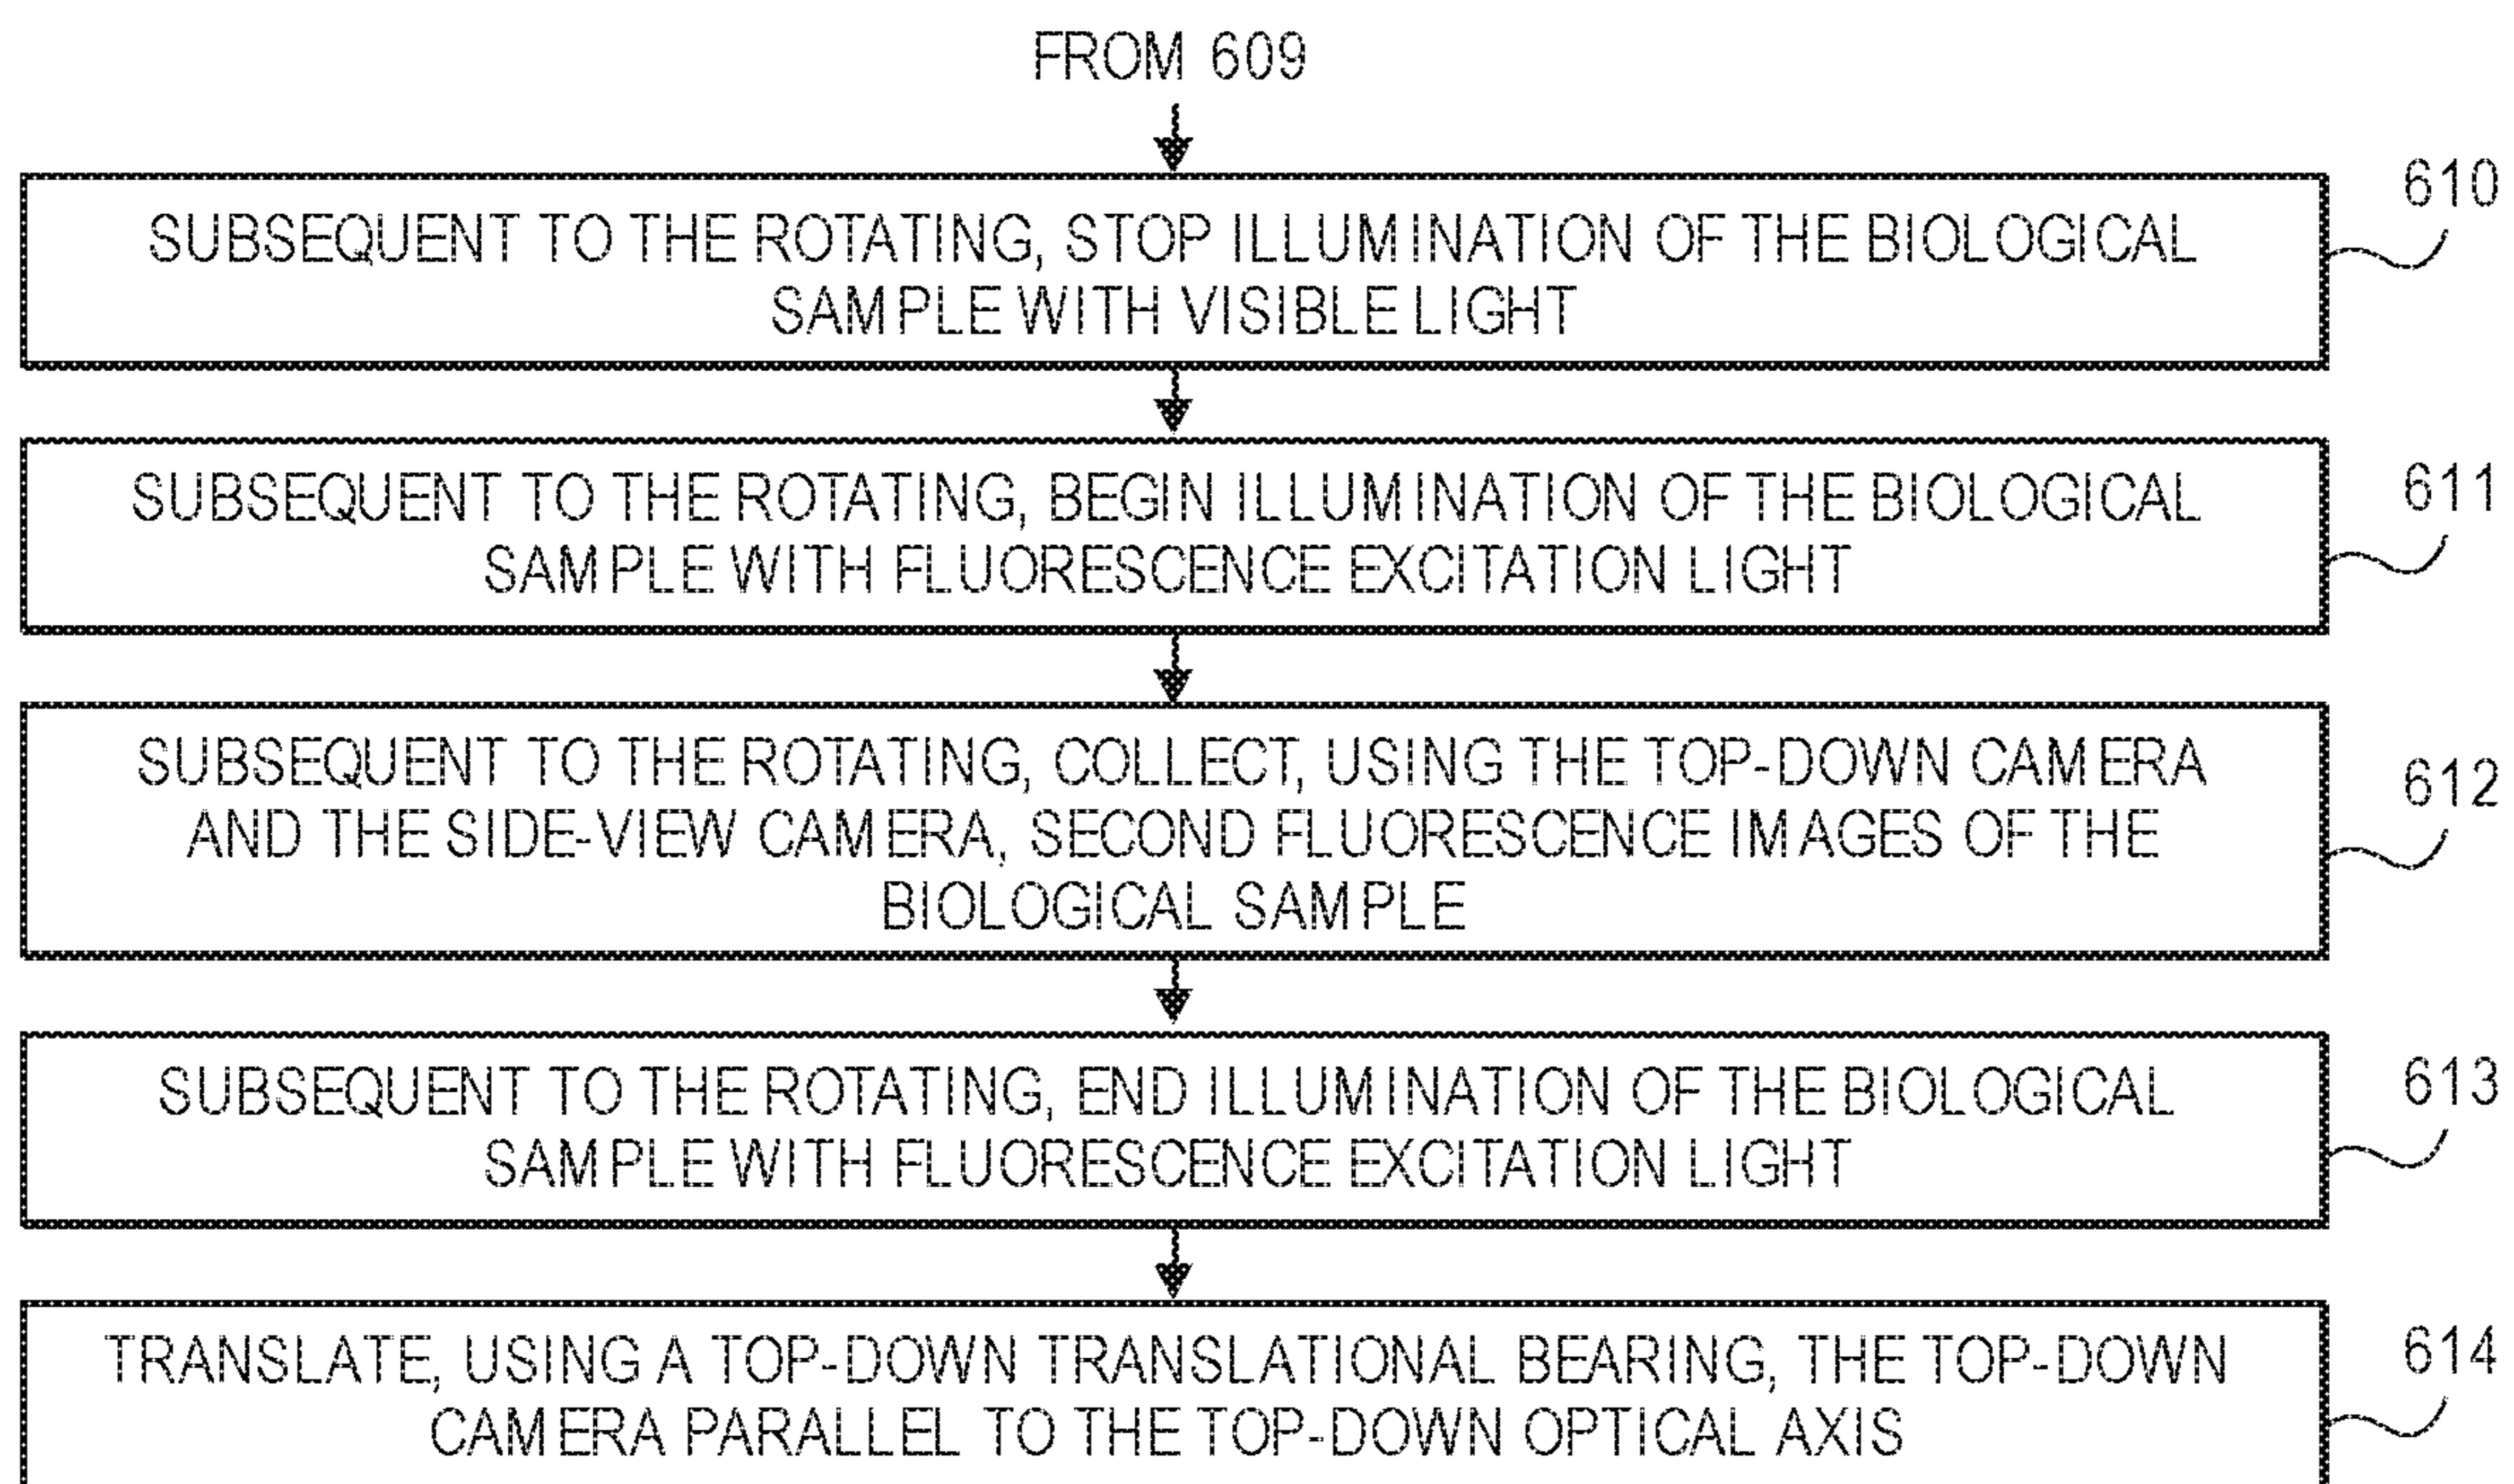 FROM 609
610
SUBSEQUENT TO THE ROTATING, STOP ILLUMINATION OF THE BIOLOGICAL
SAMPLE WITH VISIBLE LIGHT
611
SUBSEQUENT TO THE ROTATING, BEGIN ILLUMINATION OF THE BIOLOGICAL
SAMPLE WITH FLUORESCENCE EXCITATION LIGHT
612
SUBSEQUENT TO THE ROTATING, COLLECT, USING THE TOP-DOWN CAMERA
AND THE SIDE-VIEW CAMERA, SECOND FLUORESCENCE IMAGES OF THE
BIOLOGICAL SAMPLE
613
SUBSEQUENT TO THE ROTATING, END ILLUMINATION OF THE BIOLOGICAL
SAMPLE WITH FLUORESCENCE EXCITATION LIGHT
614
TRANSLATE, USING A TOP-DOWN TRANSLATIONAL BEARING, THE TOP-DOWN
CAMERA PARALLEL TO THE TOP-DOWN OPTICAL AXIS